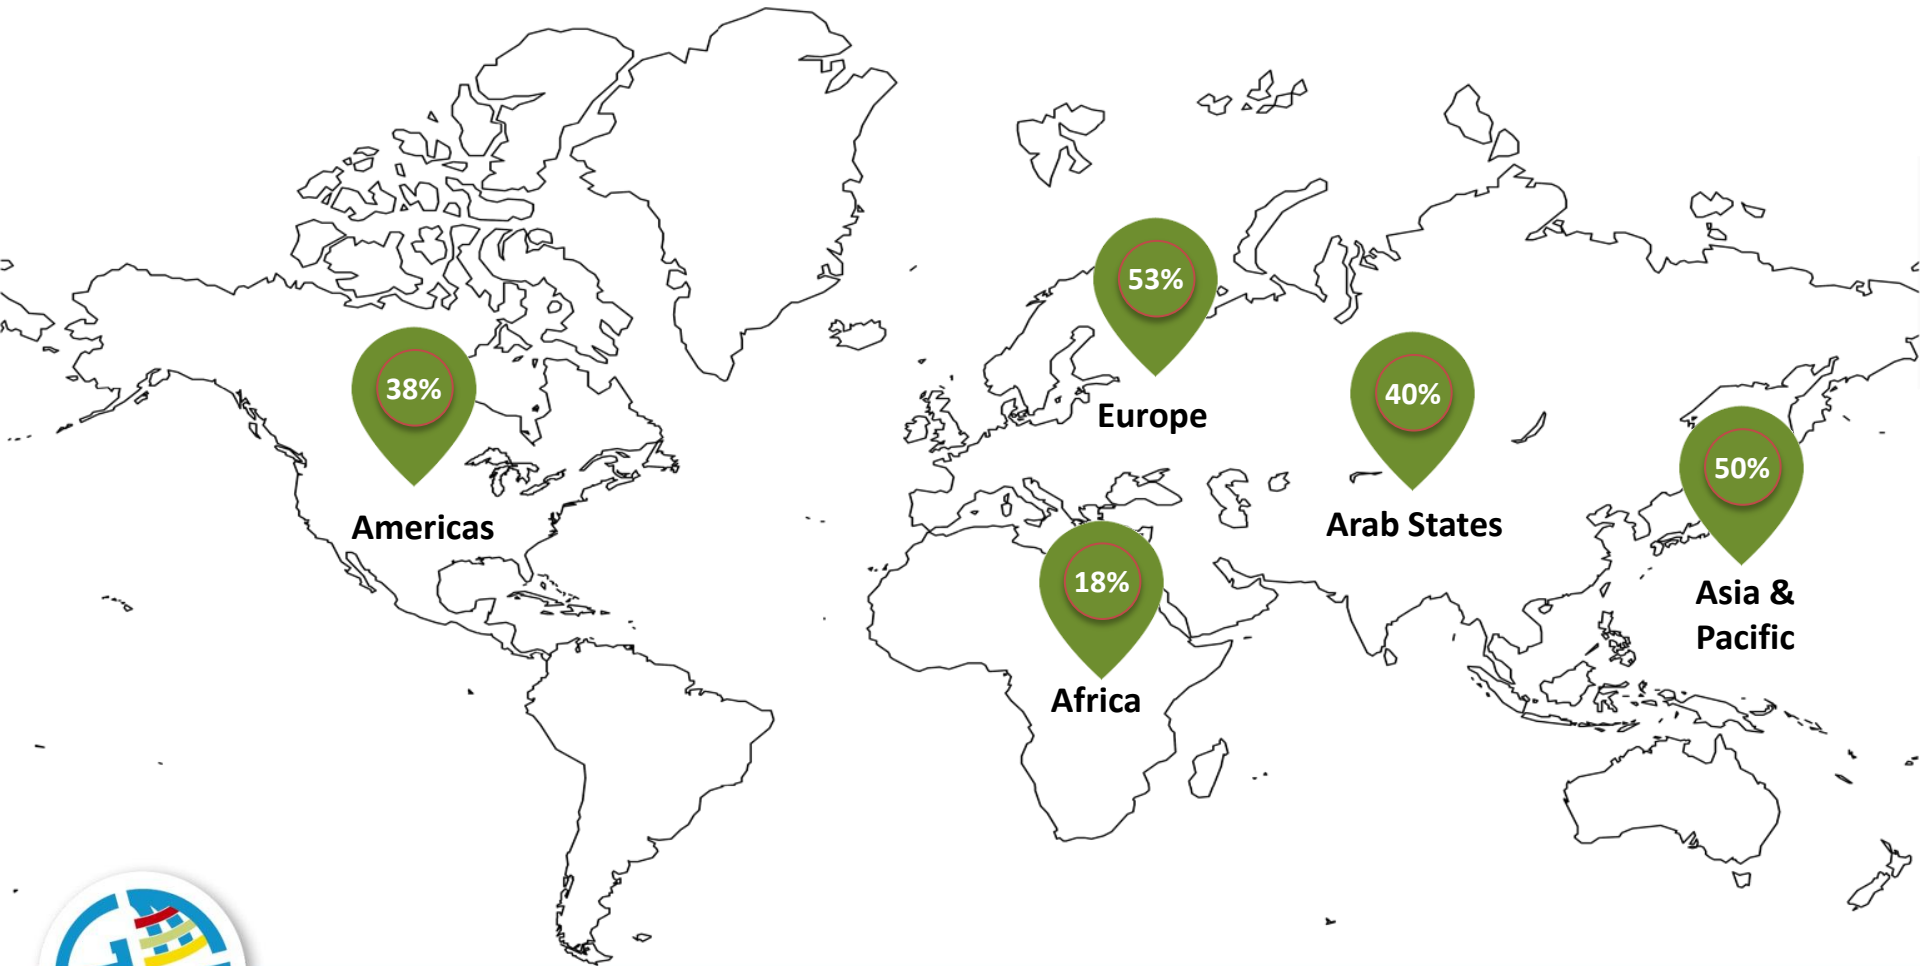 53%
Europe
38%
Americas
40%
Arab States
50%
Asia &
Pacific
18%
Africa